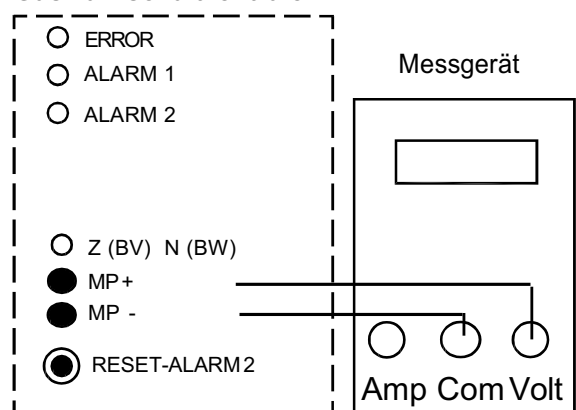 ERROR
ALARM 1
ALARM 2
Messgerät
Z (BV) N (BW)
MP+
MP -
RESET-ALARM2
Amp Com Volt